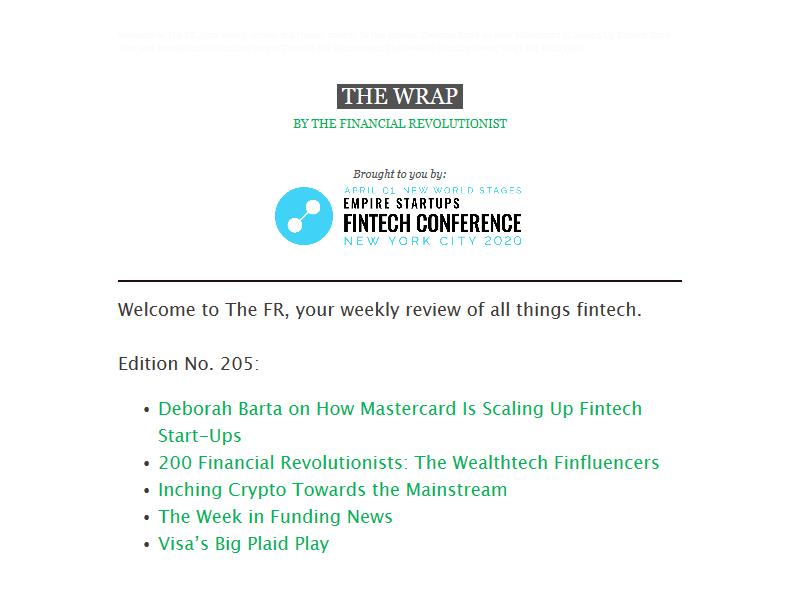 THE WRAP
BY THE FINANCIAL REVOLUTIONIST
Brought to you by:
APRIL 01 NEW WORLD STAGES
EMPIRE STARTUPS
FINTECH CONFERENCE
NEW YORK CITY 2020
Welcome to The FR, your weekly review of all things fintech.
Edition No. 205:
• Deborah Barta on How Mastercard Is Scaling Up Fintech
Start-Ups
• 200 Financial Revolutionists: The Wealthtech Finfluencers
• Inching Crypto Towards the Mainstream
• The Week in Funding News
• Visa's Big Plaid Play